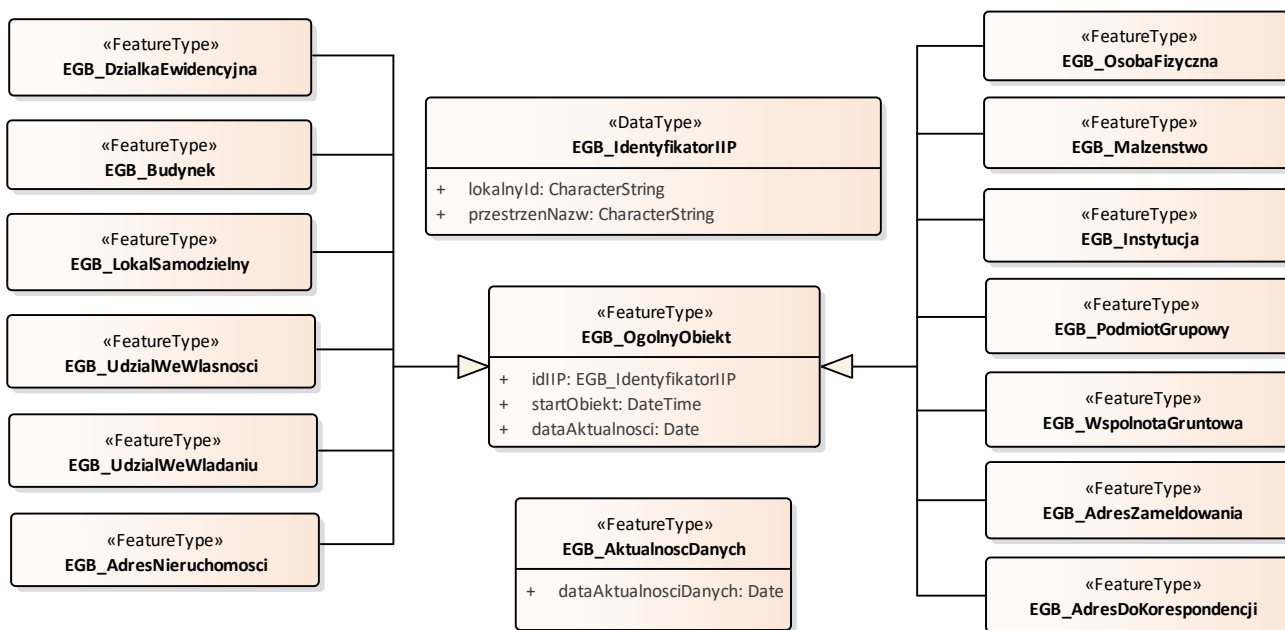 «FeatureType»
EGB_DzialkaEwidencyjna
«FeatureType»
EGB_Budynek
«FeatureType»
EGB_LokalSamodzielny
«FeatureType»
EGB_UdzialWeWlasnosci
«FeatureType»
EGB_UdzialWeWladaniu
«FeatureType»
EGB_AdresNieruchomosci
«DataType»
EGB_IdentyfikatorIIP
+ lokalnyId: CharacterString
+ przestrzenNazw: CharacterString
«FeatureType»
EGB_OgolnyObiekt
+ idIIP: EGB_IdentyfikatorIIP
+ startObiekt: DateTime
+ dataAktualnosci: Date
«FeatureType»
EGB_AktualnoscDanych
+ dataAktualnosciDanych: Date
«FeatureType»
EGB_OsobaFizyczna
«FeatureType»
EGB_Malzenstwo
«FeatureType»
EGB_Instytucja
«FeatureType»
EGB_PodmiotGrupowy
«FeatureType»
EGB_WspolnotaGruntowa
«FeatureType»
EGB_AdresZameldowania
«FeatureType»
EGB_AdresDoKorespondencji